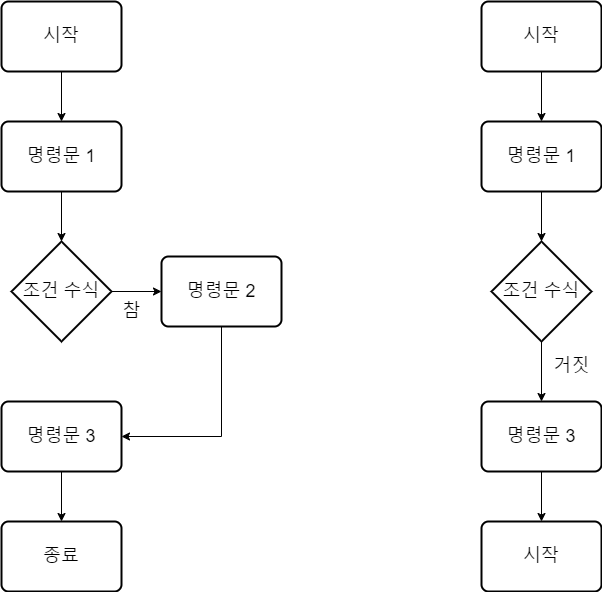 시작
명령문 1
조건 수식
참
명령문 2
명령문 3
종료
시작
명령문 1
조건 수식
거짓
명령문 3
시작